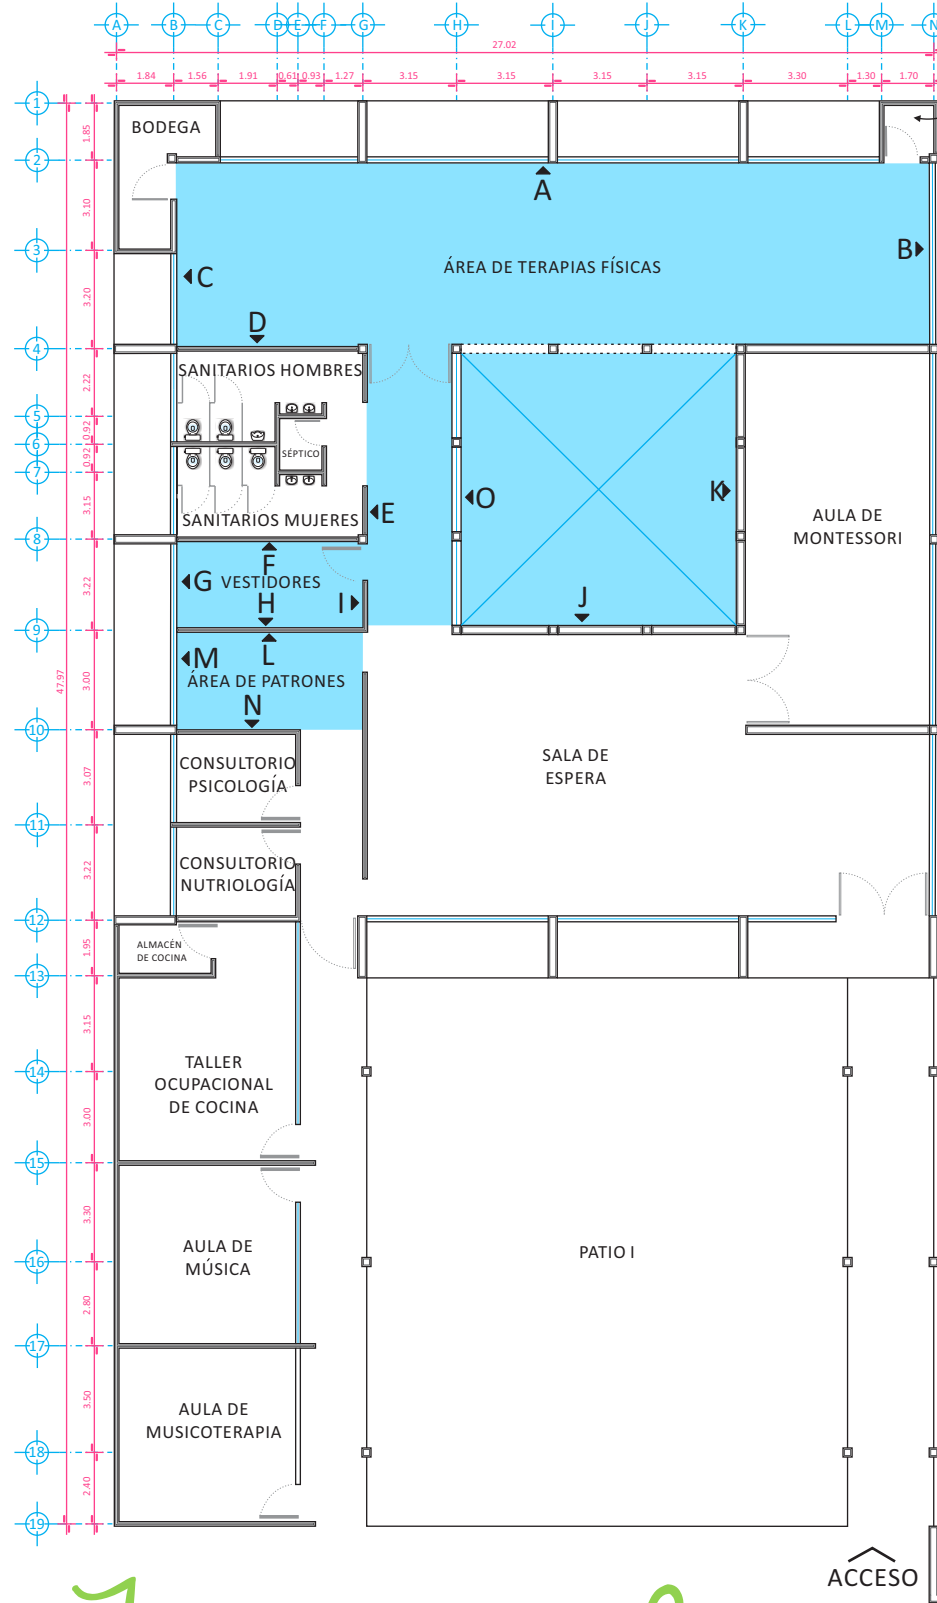 A B C D E F G H I J K L M N
27.02
1.84 1.56 1.91 0.61 0.93 1.27 3.15 3.15 3.15 3.15 3.30 1.30 1.70
1
1.85
BODEGA
2
A
3.10
B
3
ÁREA DE TERAPIAS FÍSICAS
C
3.20
D
4
SANITARIOS HOMBRES
2.22
5
0.92
6
SÉPTICO
0.92
7
O
K
3.15
E
AULA DE
MONTESSORI
SANITARIOS MUJERES
8
F
G
VESTIDORES
3.22
H
I
J
9
L
M
47.97
3.00
ÁREA DE PATRONES
N
10
SALA DE
ESPERA
CONSULTORIO
PSICOLOGÍA
3.07
11
CONSULTORIO
NUTRIOLOGÍA
3.22
12
ALMACÉN
DE COCINA
1.95
13
3.15
TALLER
OCUPACIONAL
DE COCINA
14
3.00
15
3.30
AULA DE
MÚSICA
PATIO I
16
2.80
17
3.50
AULA DE
MUSICOTERAPIA
18
2.40
19
ACCESO